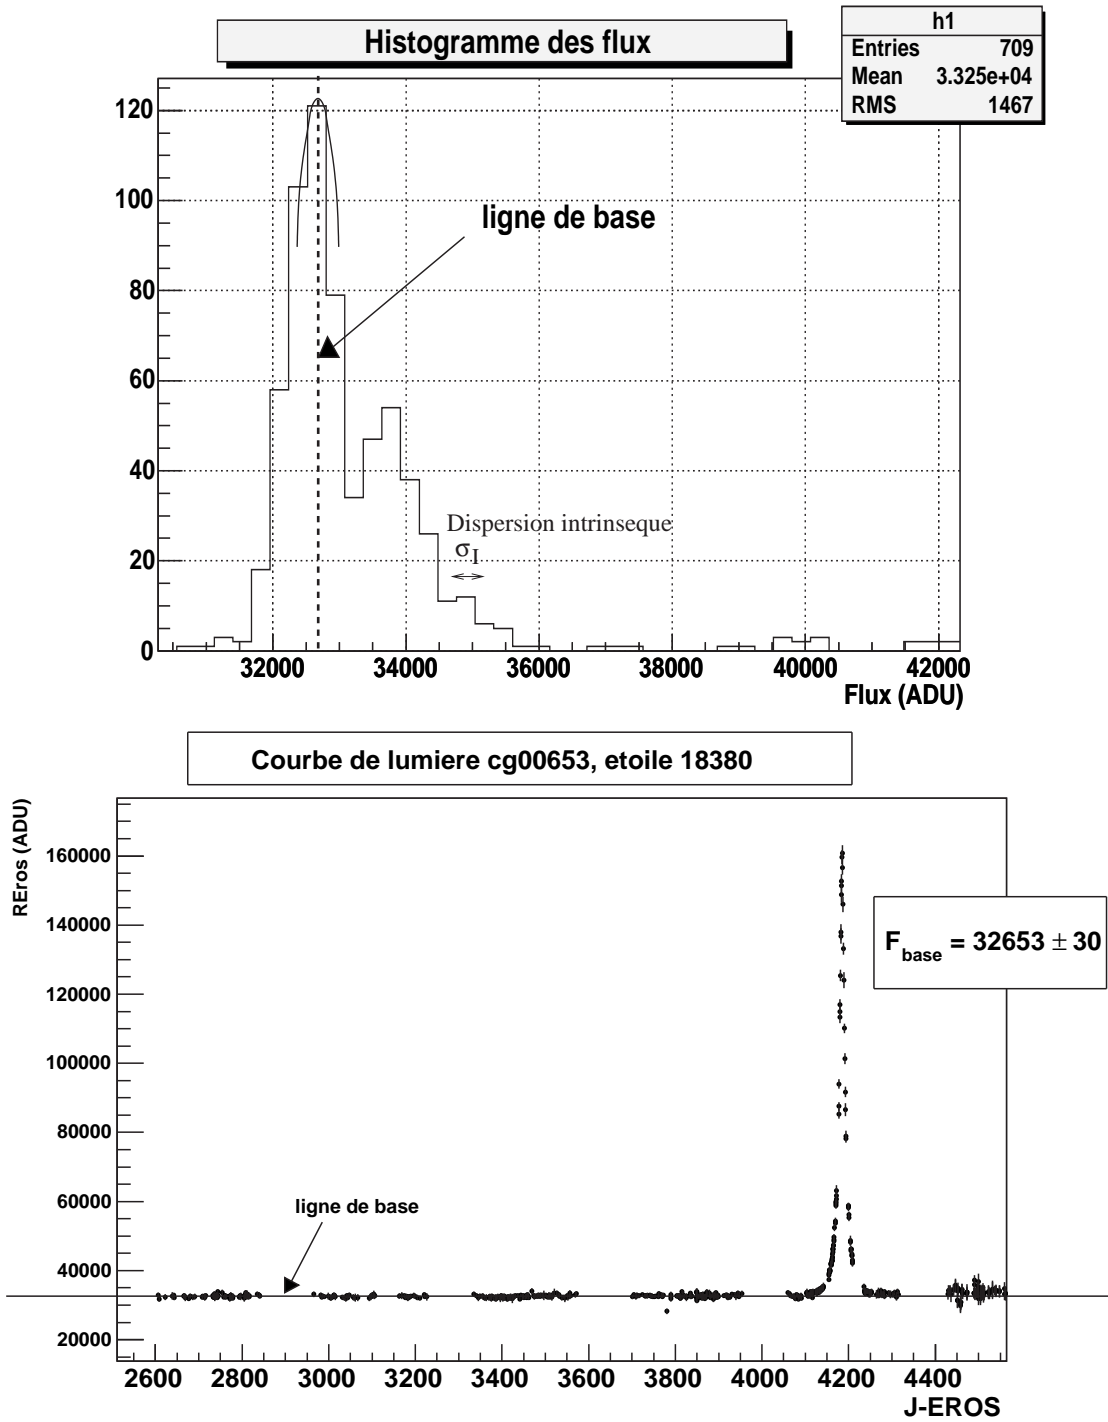 Histogramme des flux
h1
Entries 709
Mean 3.325e+04
RMS 1467
120
100
80
60
40
20
0
ligne de base
Dispersion intrinseque
σI
32000 34000 36000 38000 40000 42000
Flux (ADU)
Courbe de lumiere cg00653, etoile 18380
REros (ADU)
160000
140000
120000
100000
80000
60000
40000
20000
Fbase = 32653 ± 30
ligne de base
2600 2800 3000 3200 3400 3600 3800 4000 4200 4400
J-EROS